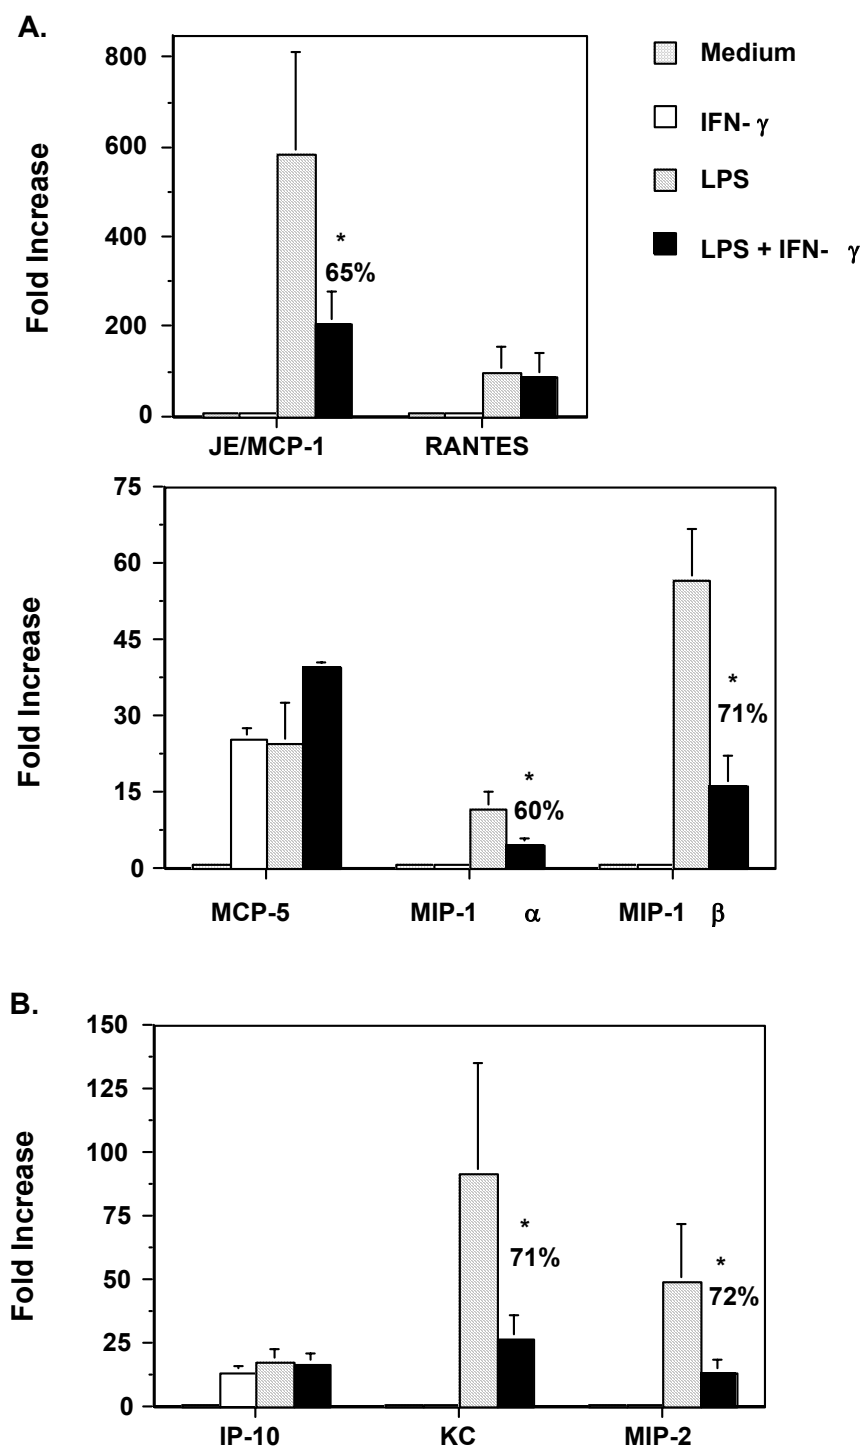 A.
800
600
400
200
0
Fold Increase
*
65%
JE/MCP-1 RANTES
Medium
IFN- γ
LPS
LPS + IFN- γ
75
60
45
30
15
0
Fold Increase
*
60%
*
71%
MCP-5 MIP-1 α MIP-1 β
B.
150
125
100
75
50
25
0
Fold Increase
*
71%
*
72%
IP-10 KC MIP-2